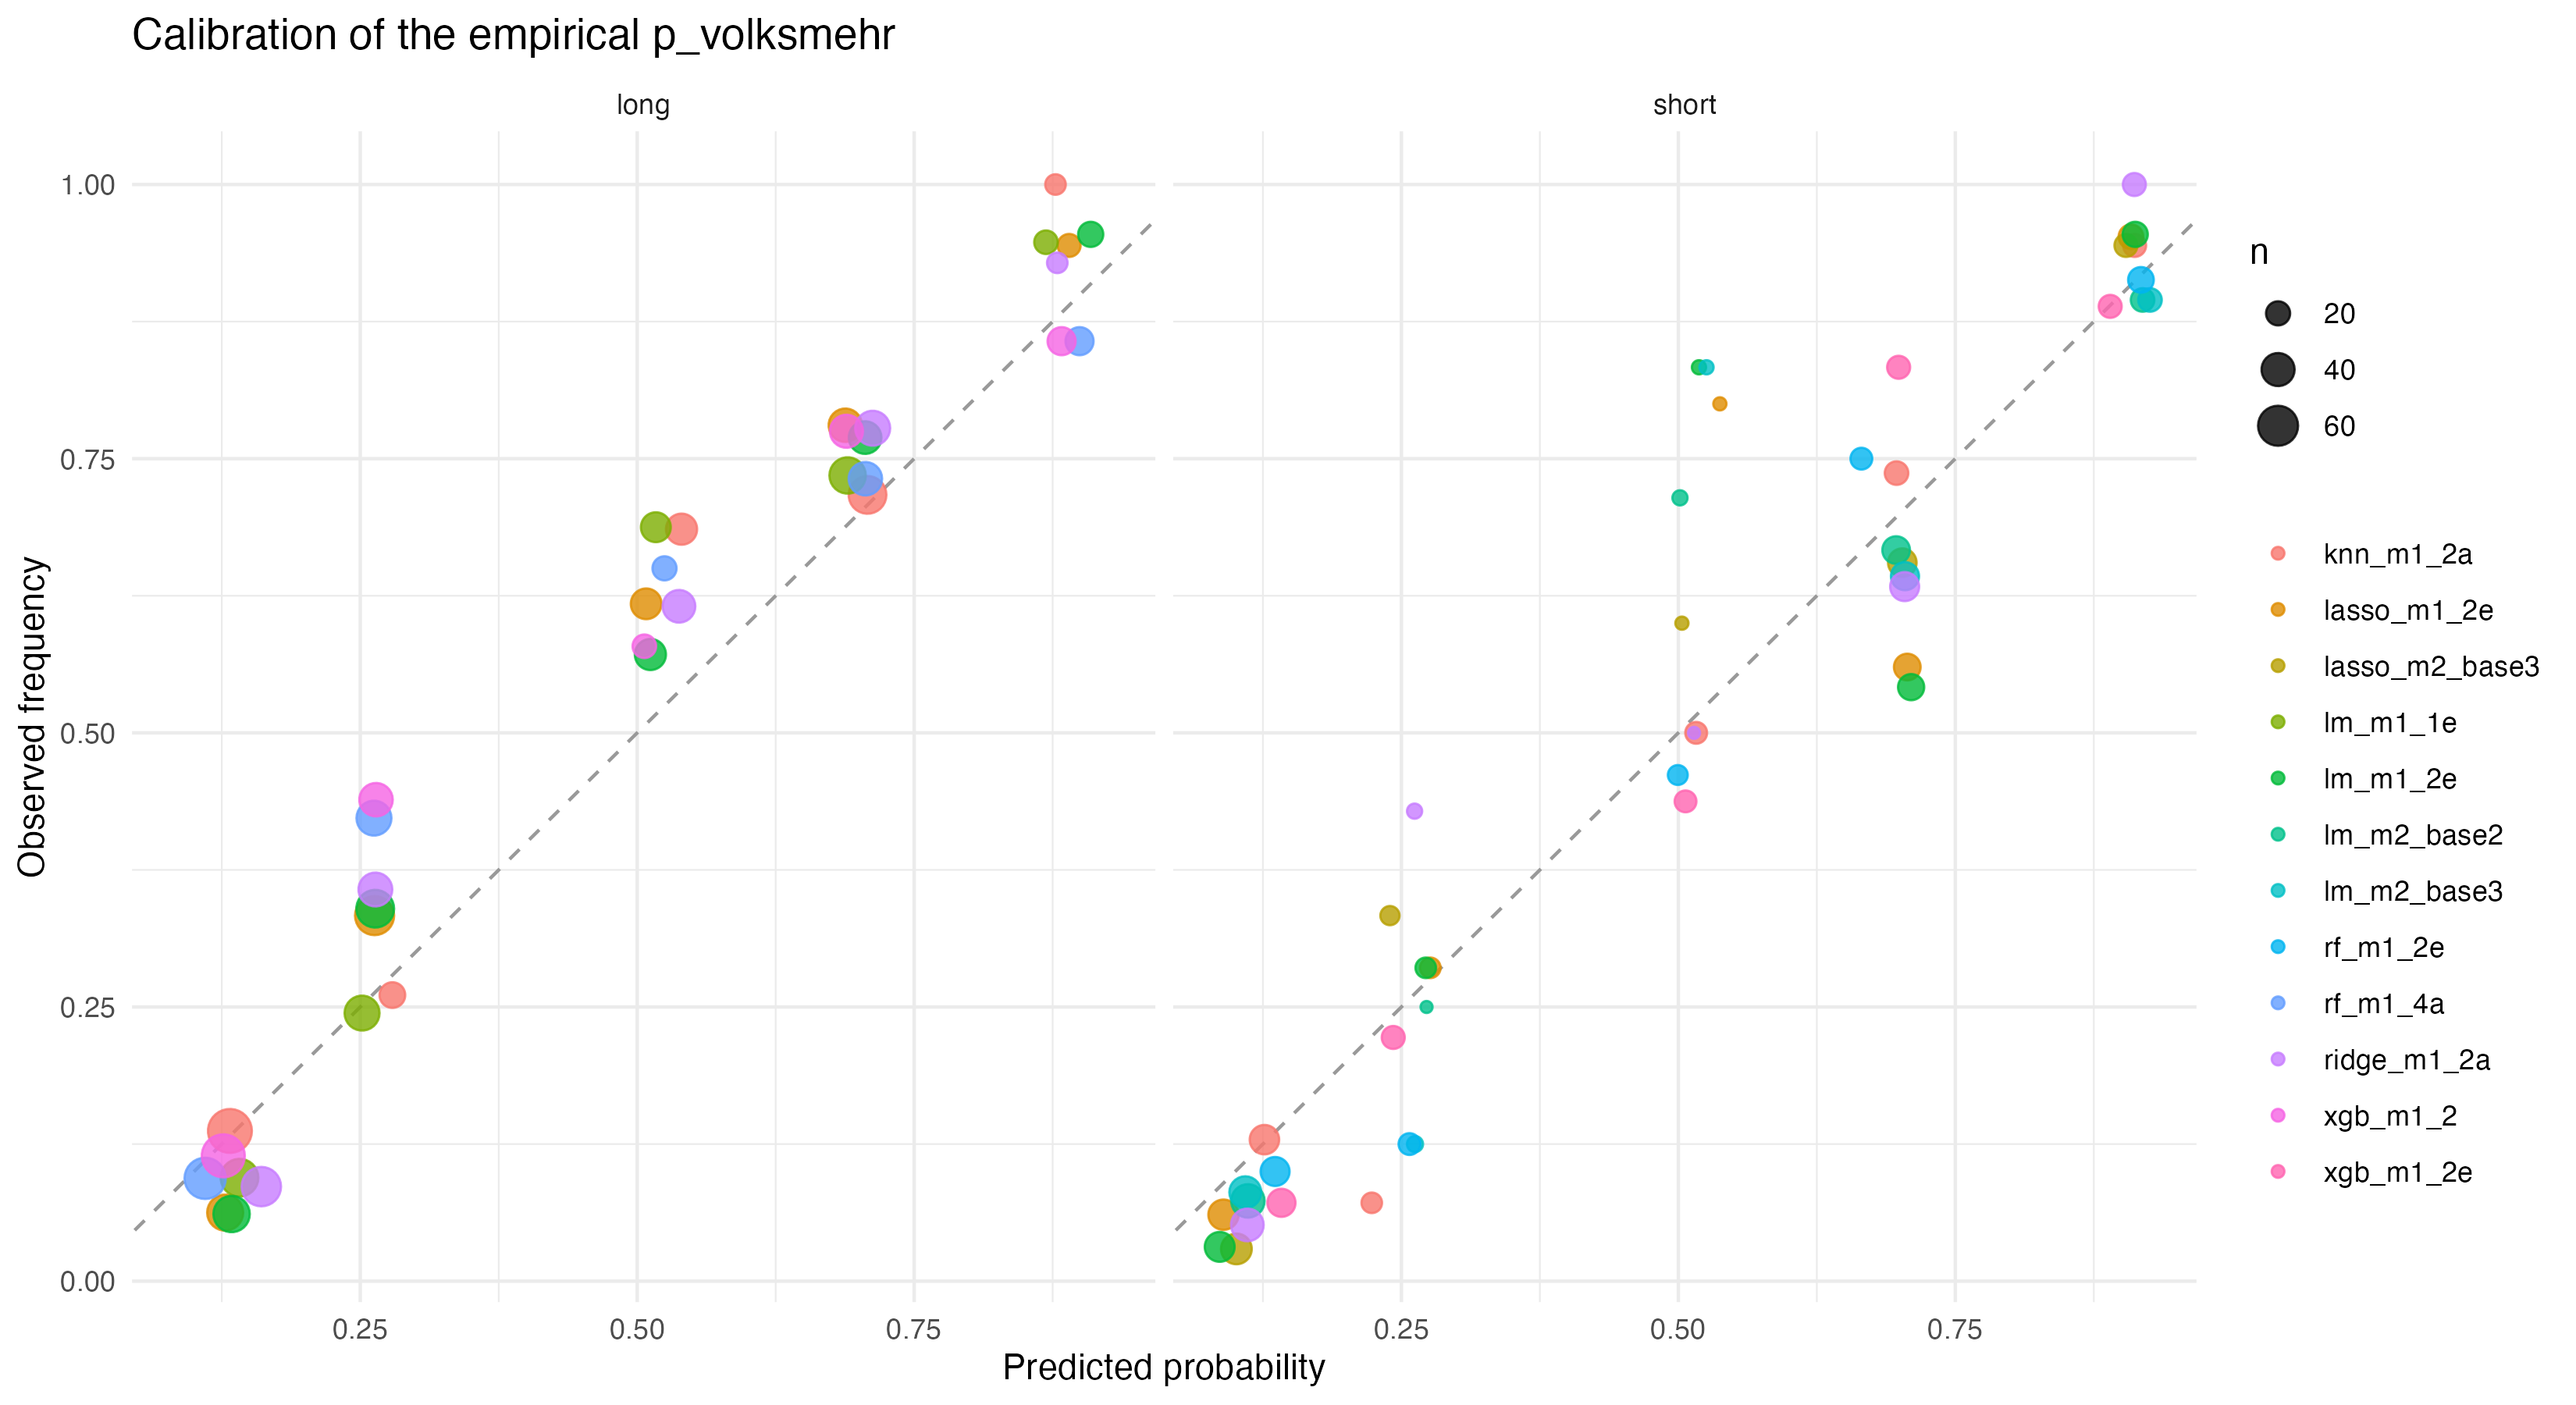 Calibration of the empirical p_volksmehr
long
short
1.00
0.75
0.50
0.25
0.00
Observed frequency
0.25
0.50
0.75
0.25
0.50
0.75
Predicted probability
n
20
40
60
knn_m1_2a
lasso_m1_2e
lasso_m2_base3
lm_m1_1e
lm_m1_2e
lm_m2_base2
lm_m2_base3
rf_m1_2e
rf_m1_4a
ridge_m1_2a
xgb_m1_2
xgb_m1_2e